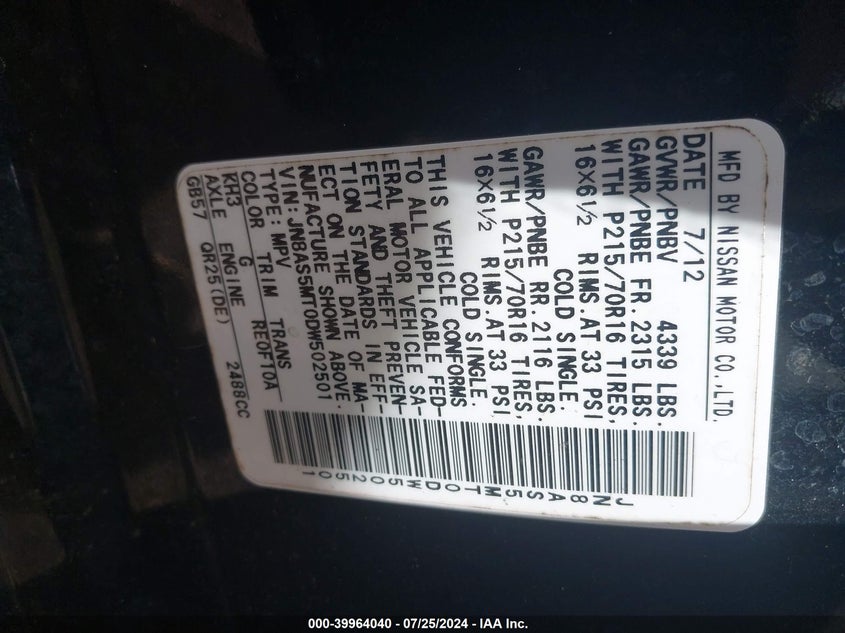 MFD BY NISSAN MOTOR CO.,LTD.
DATE 7/12
GVWR/PNBV 4339 LBS.
GAWR/PNBE FR. 2315 LBS.
WITH P215/70R16 TIRES,
16X6½ RIMS.AT 33 PSI
COLD SINGLE.
GAWR/PNBE RR. 2116 LBS.
WITH P215/70R16 TIRES,
16X6½ RIMS.AT 33 PSI
COLD SINGLE.
THIS VEHICLE CONFORMS
TO ALL APPLICABLE FED-
ERAL MOTOR VEHICLE SA-
FETY AND THEFT PREVEN-
TION STANDARDS IN EFF-
ECT ON THE DATE OF MA-
NUFACTURE SHOWN ABOVE.
VIN: JN8AS5MT0DW502501
TYPE: MPV
COLOR TRIM TRANS
KH3 G RE0F10A
AXLE ENGINE
GB57 QR25(DE) 2488CC
JN8AS5MT0DW502501
000-39964040 - 07/25/2024 - IAA Inc.